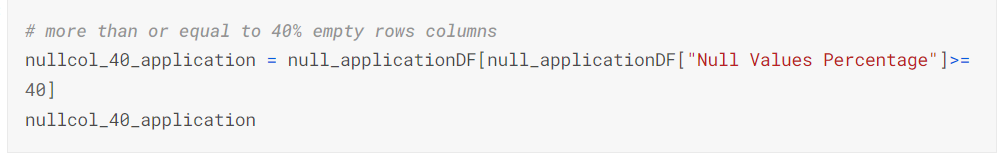 # more than or equal to 40% empty rows columns
nullcol_40_application = null_applicationDF[null_applicationDF["Null Values Percentage"]>=
40]
nullcol_40_application